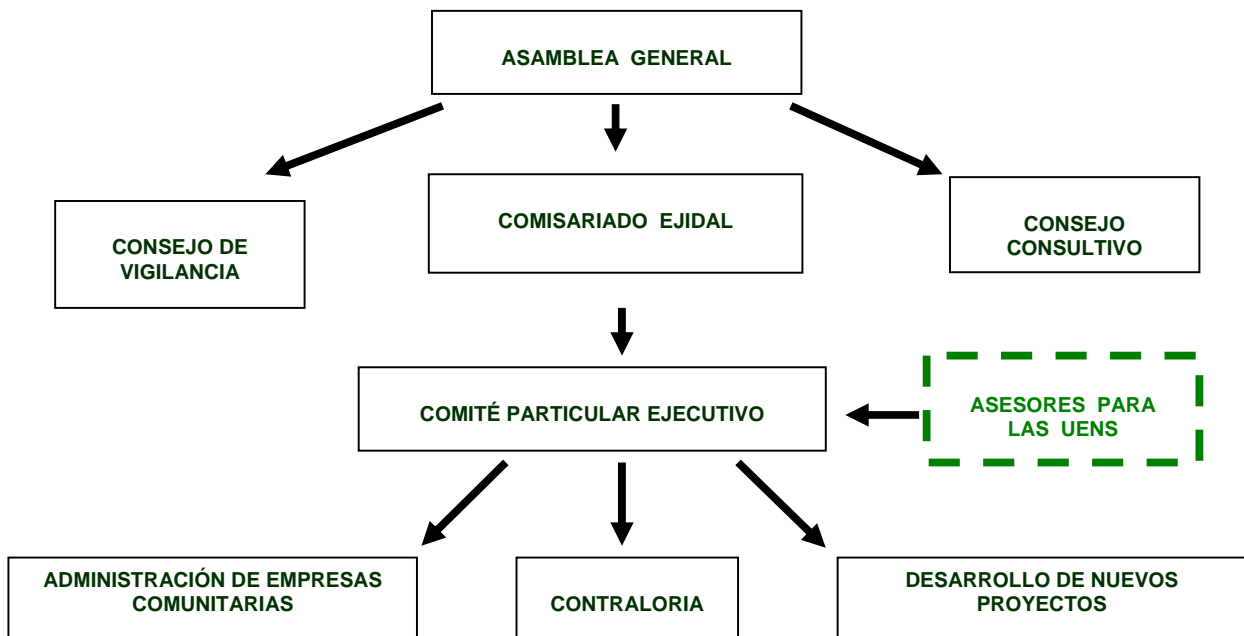 ASAMBLEA GENERAL
CONSEJO DE
VIGILANCIA
COMISARIADO EJIDAL
CONSEJO
CONSULTIVO
COMITÉ PARTICULAR EJECUTIVO
ASESORES PARA
LAS UENS
ADMINISTRACIÓN DE EMPRESAS
COMUNITARIAS
CONTRALORIA
DESARROLLO DE NUEVOS
PROYECTOS